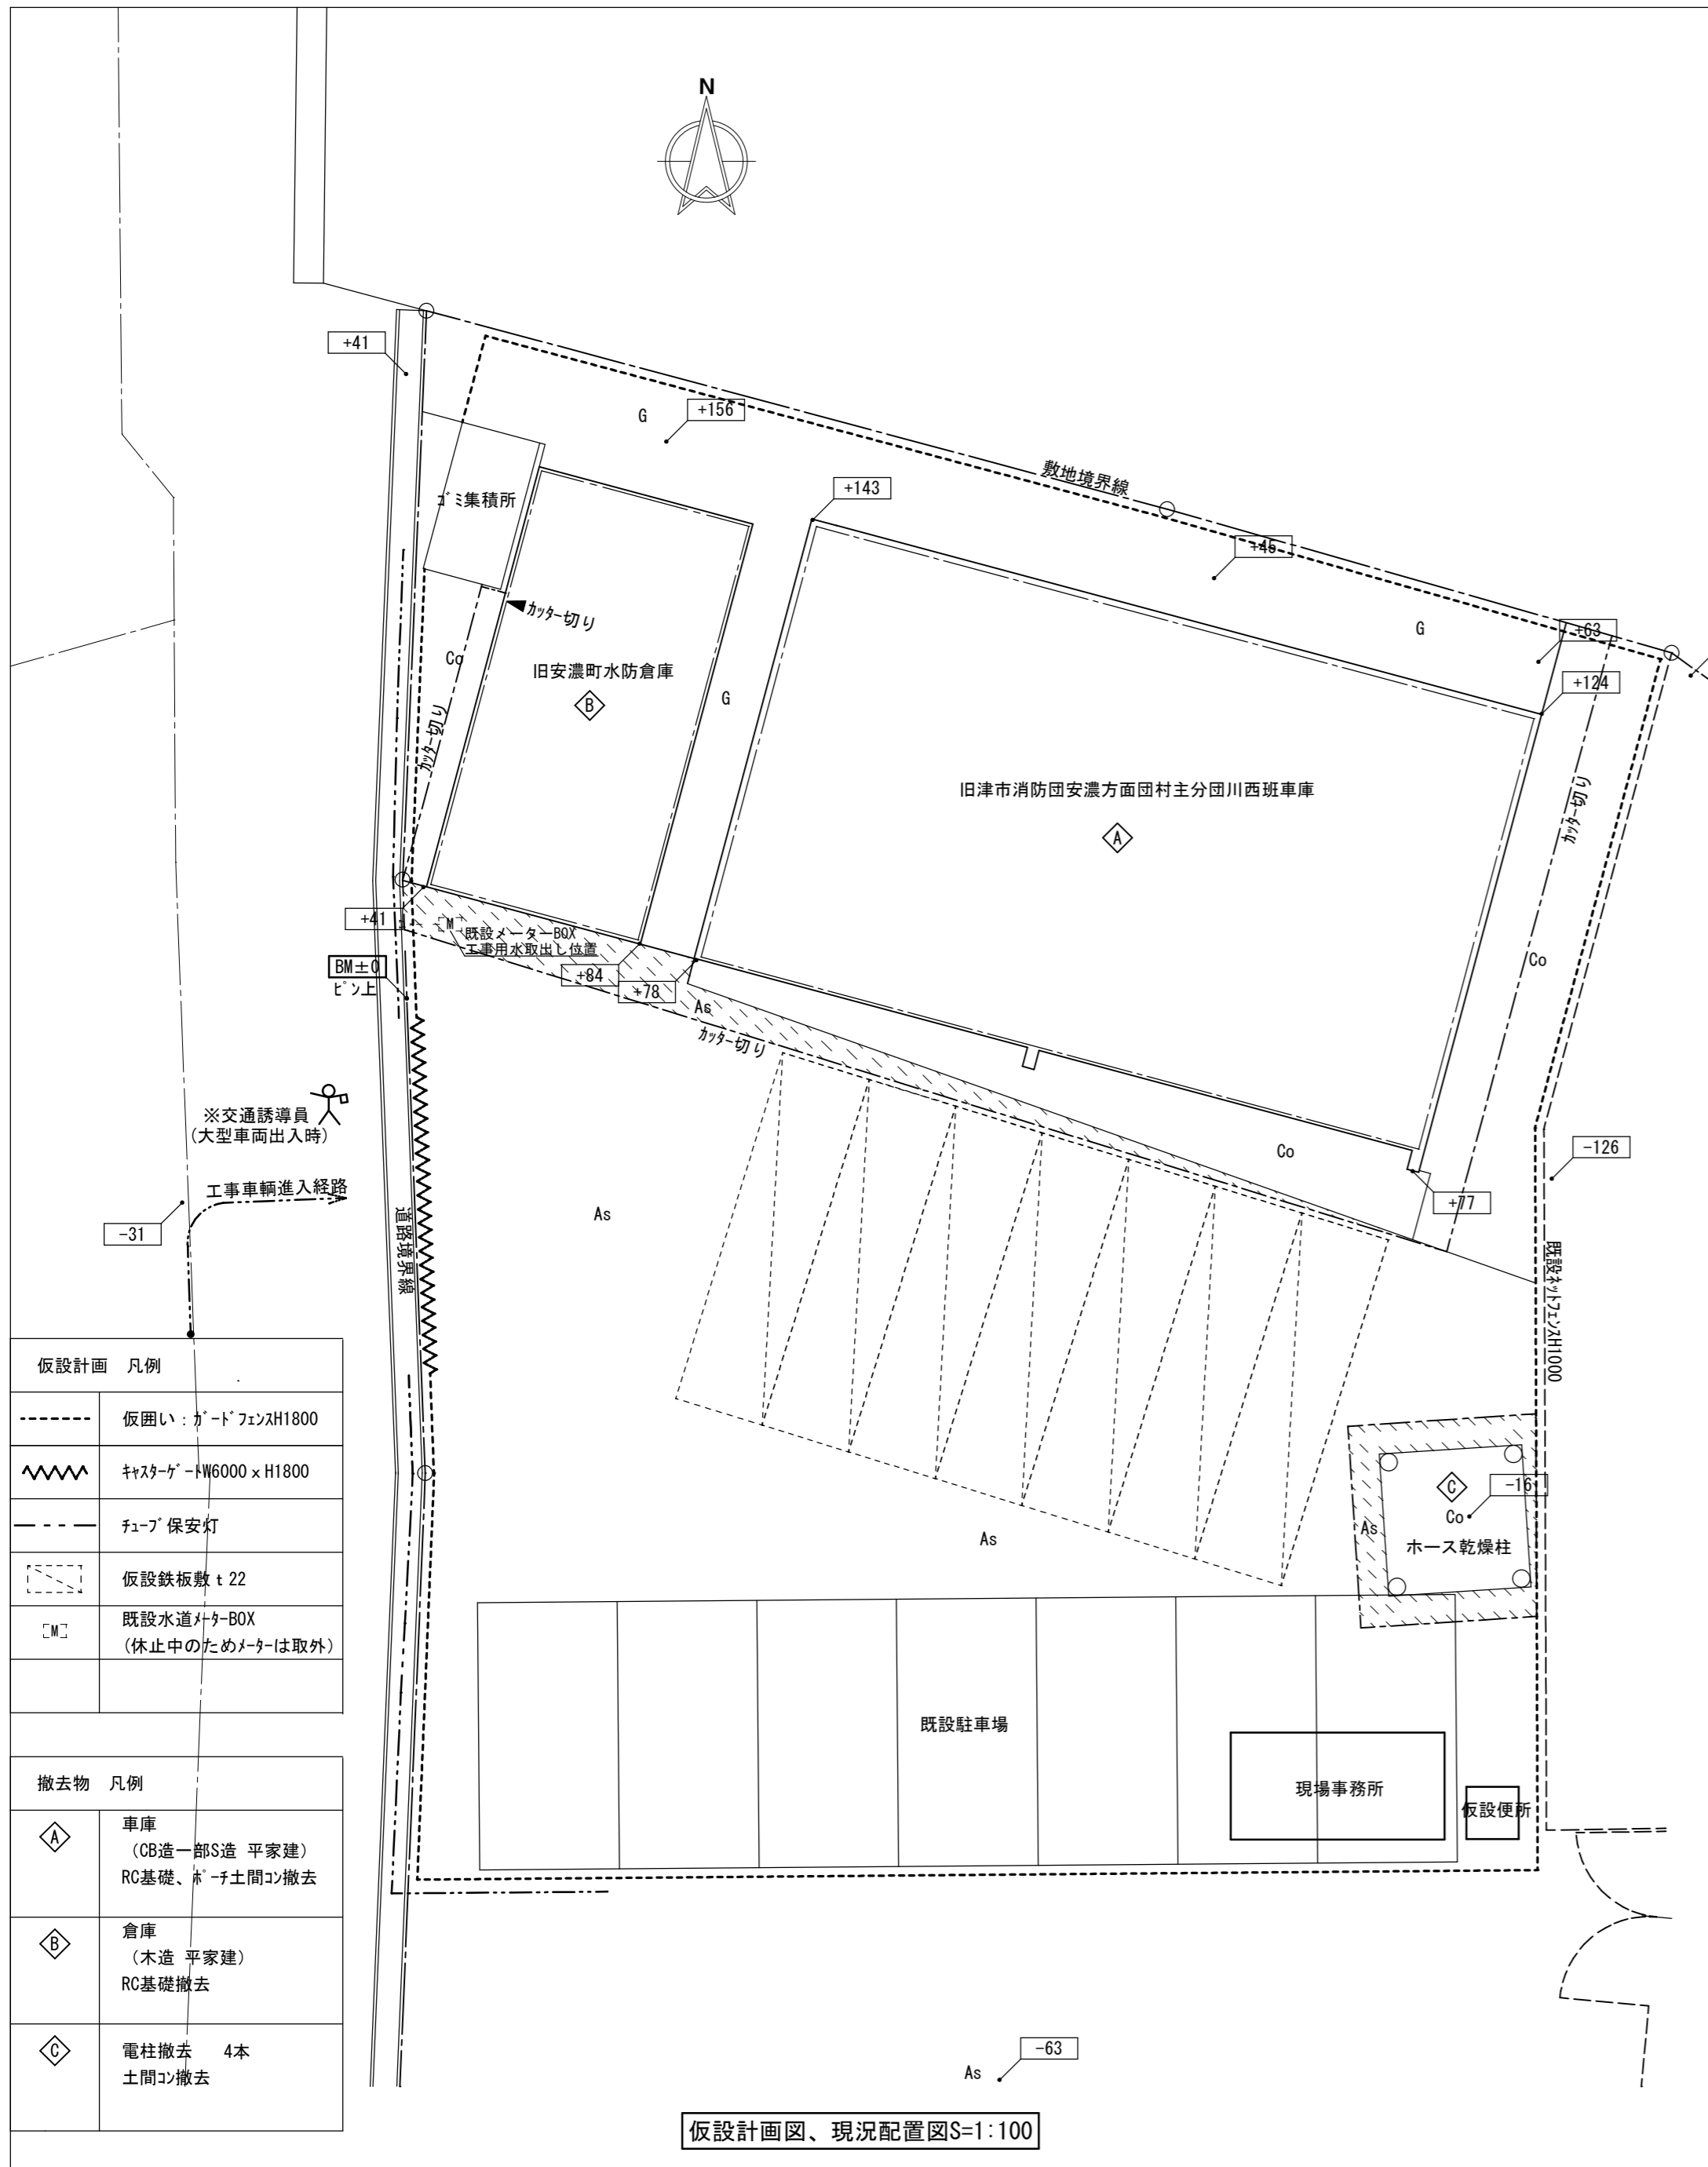 N
+41
G
+156
敷地境界線
+143
ｺﾞﾐ集積所
+45
ｶｯﾀｰ切り
G
+63
Co
旧安濃町水防倉庫
+124
B
G
ｶｯﾀｰ切り
旧津市消防団安濃方面団村主分団川西班車庫
ｶｯﾀｰ切り
A
+41
M
既設メーターBOX
工事用水取出し位置
Co
BM±0
ﾋﾟﾝ上
+84
+78
As
ｶｯﾀｰ切り
※交通誘導員
(大型車両出入時)
Co
-126
工事車輌進入経路
+77
-31
道路境界線
As
既設ﾈｯﾄﾌｪﾝｽH1000
仮設計画 凡例
仮囲い：ｶﾞｰﾄﾞﾌｪﾝｽH1800
ｷｬｽﾀｰｹﾞｰﾄW6000 x H1800
C
-16
Co
As
As
ホース乾燥柱
ﾁｭｰﾌﾞ保安灯
仮設鉄板敷 t 22
M
既設水道ﾒｰﾀｰBOX
(休止中のためﾒｰﾀｰは取外)
既設駐車場
現場事務所
仮設便所
撤去物 凡例
A
車庫
(CB造一部S造 平家建)
RC基礎、ﾎﾟｰﾁ土間ｺﾝ撤去
B
倉庫
(木造 平家建)
RC基礎撤去
C
電柱撤去 4本
土間ｺﾝ撤去
-63
As
仮設計画図、現況配置図S=1:100